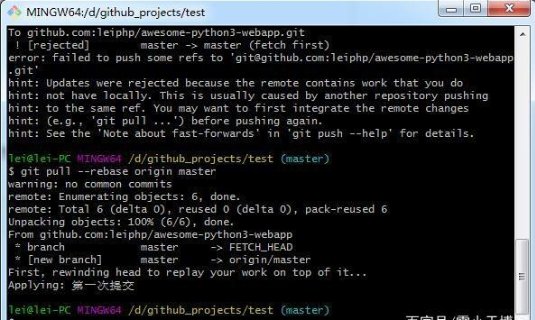 MINGW64:/d/github_projects/test
To github.com:leiphp/awesome-python3-webapp.git
! [rejected] master -> master (fetch first)
error: failed to push some refs to 'git@github.com:leiphp/awesome-python3-webapp
.git'
hint: Updates were rejected because the remote contains work that you do
hint: not have locally. This is usually caused by another repository pushing
hint: to the same ref. You may want to first integrate the remote changes
hint: (e.g., 'git pull ...') before pushing again.
hint: See the 'Note about fast-forwards' in 'git push --help' for details.
lei@lei-PC MINGW64 /d/github_projects/test (master)
$ git pull --rebase origin master
warning: no common commits
remote: Enumerating objects: 6, done.
remote: Total 6 (delta 0), reused 0 (delta 0), pack-reused 6
Unpacking objects: 100% (6/6), done.
From github.com:leiphp/awesome-python3-webapp
* branch master -> FETCH_HEAD
* [new branch] master -> origin/master
First, rewinding head to replay your work on top of it...
Applying: 第一次提交
lei@lei-PC MINGW64 /d/github_projects/test (master)